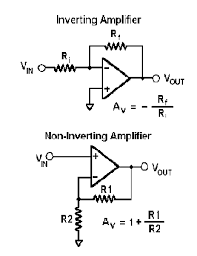 Inverting Amplifier
Rf
VIN
Ri
−
+
VOUT
AV = − Rf
Ri
Non-Inverting Amplifier
VIN
+
−
VOUT
R1
R2
AV = 1 + R1
R2